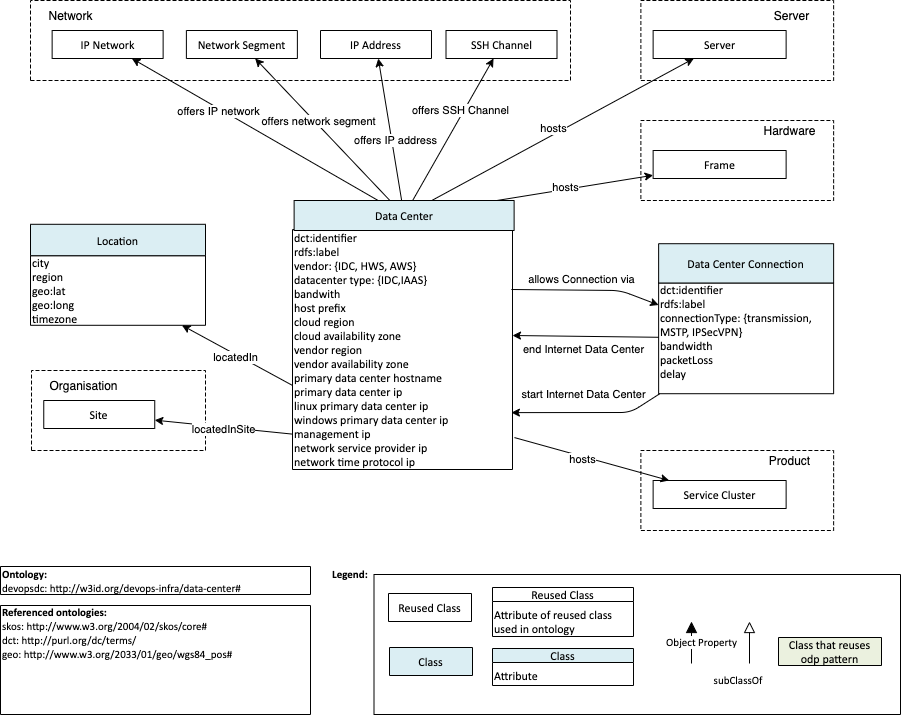 Network
IP Network
Network Segment
IP Address
SSH Channel
Server
Server
offers IP network
offers network segment
offers IP address
offers SSH Channel
hosts
Hardware
Frame
hosts
Data Center
dct:identifier
rdfs:label
vendor: {IDC, HWS, AWS}
datacenter type: {IDC,IAAS}
bandwith
host prefix
cloud region
cloud availability zone
vendor region
vendor availability zone
primary data center hostname
primary data center ip
linux primary data center ip
windows primary data center ip
management ip
network service provider ip
network time protocol ip
Location
city
region
geo:lat
geo:long
timezone
locatedIn
Organisation
Site
locatedInSite
allows Connection via
end Internet Data Center
start Internet Data Center
Data Center Connection
dct:identifier
rdfs:label
connectionType: {transmission,
MSTP, IPSecVPN}
bandwidth
packetLoss
delay
hosts
Product
Service Cluster
Ontology:
devopsdc: http://w3id.org/devops-infra/data-center#
Referenced ontologies:
skos: http://www.w3.org/2004/02/skos/core#
dct: http://purl.org/dc/terms/
geo: http://www.w3.org/2033/01/geo/wgs84_pos#
Legend:
Reused Class
Reused Class
Attribute of reused class
used in ontology
Class
Class
Attribute
Object Property
subClassOf
Class that reuses
odp pattern